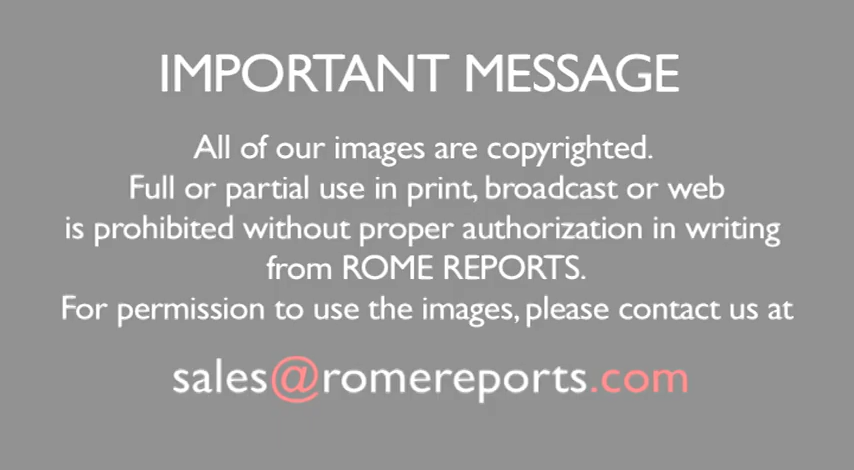 IMPORTANT MESSAGE
All of our images are copyrighted.
Full or partial use in print, broadcast or web
is prohibited without proper authorization in writing
from ROME REPORTS.
For permission to use the images, please contact us at
sales@romereports.com